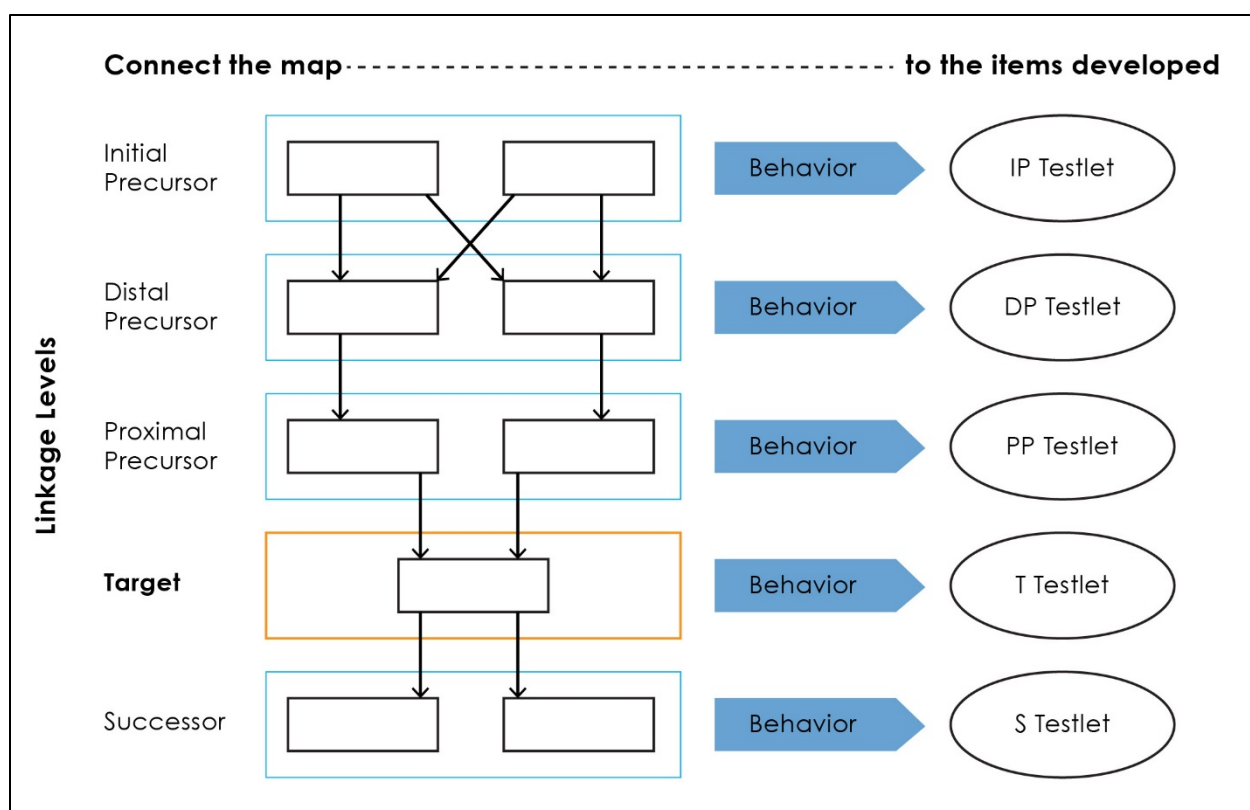 Connect the map
to the items developed
Linkage Levels
Initial
Precursor
Behavior
IP Testlet
Distal
Precursor
Behavior
DP Testlet
Proximal
Precursor
Behavior
PP Testlet
Target
Behavior
T Testlet
Successor
Behavior
S Testlet